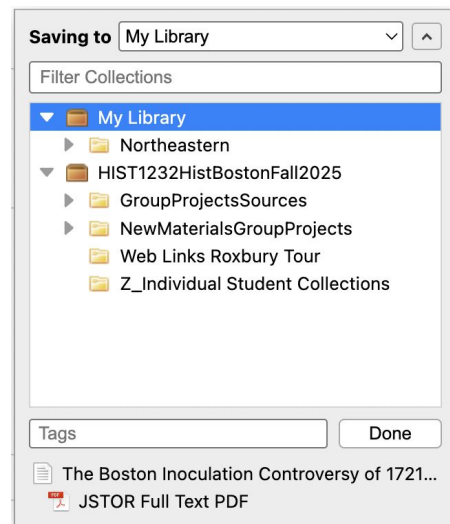 Saving to My Library
Filter Collections
My Library
Northeastern
HIST1232HistBostonFall2025
GroupProjectsSources
NewMaterialsGroupProjects
Web Links Roxbury Tour
Z_Individual Student Collections
Tags Done
The Boston Inoculation Controversy of 1721...
PDF JSTOR Full Text PDF